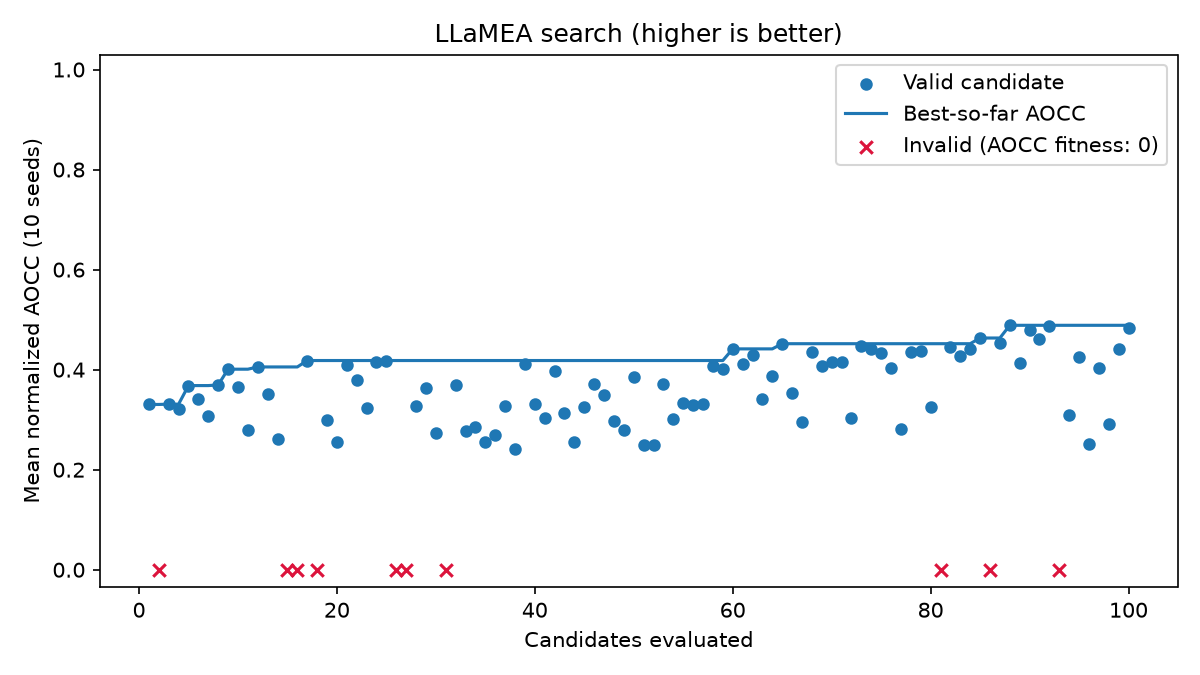 LLaMEA search (higher is better)
Valid candidate
Best-so-far AOCC
Invalid (AOCC fitness: 0)
Mean normalized AOCC (10 seeds)
1.0
0.8
0.6
0.4
0.2
0.0
0 20 40 60 80 100
Candidates evaluated